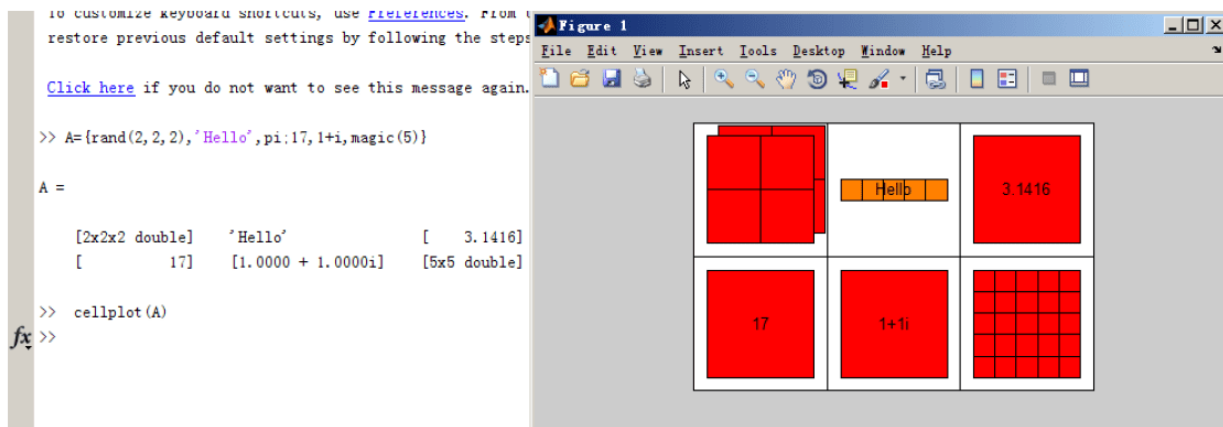 To customize keyboard shortcuts, use Preferences. From
restore previous default settings by following the steps
Click here if you do not want to see this message again.
>> A={rand(2,2,2),'Hello',pi;17,1+i,magic(5)}
A =
[2x2x2 double] 'Hello' [ 3.1416]
[ 17] [1.0000 + 1.0000i] [5x5 double]
>> cellplot(A)
fx >>
Figure 1
File Edit View Insert Tools Desktop Window Help
Hello 3.1416
17 1+1i